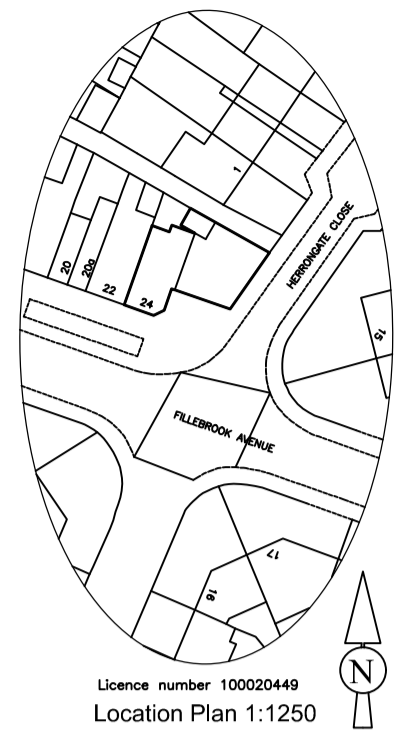 1
HERRONGATE CLOSE
20
20a
22
24
15
FILLEBROOK AVENUE
17
16
N
Licence number 100020449
Location Plan 1:1250